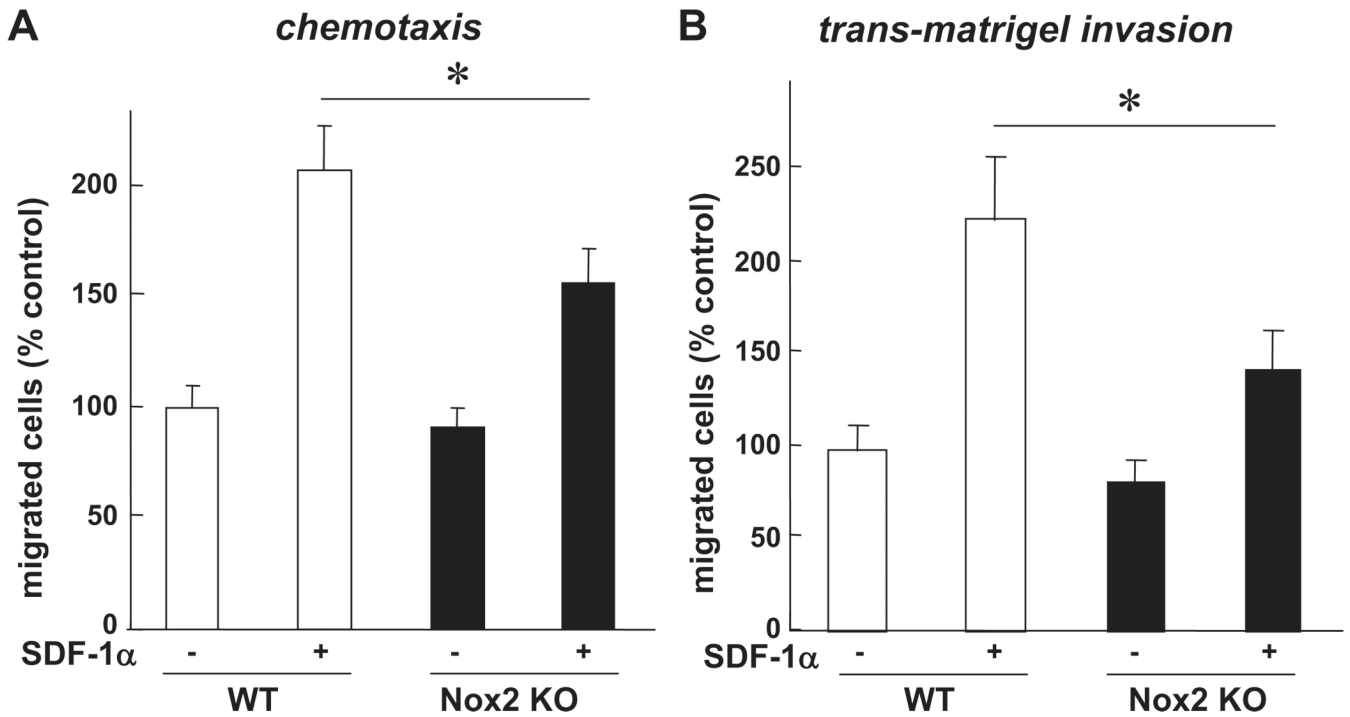 A chemotaxis
*
migrated cells (% control)
200
150
100
50
0
SDF-1α - + - +
WT Nox2 KO
B trans-matrigel invasion
*
migrated cells (% control)
250
200
150
100
50
0
SDF-1α - + - +
WT Nox2 KO